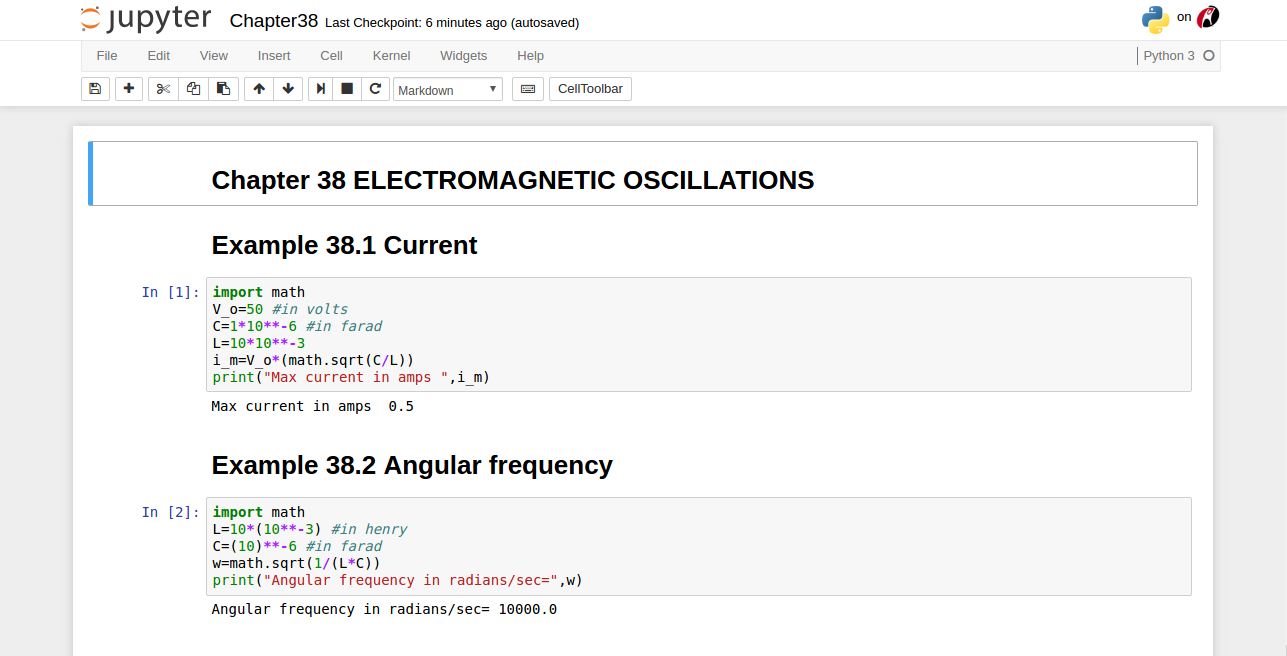 jupyter Chapter38 Last Checkpoint: 6 minutes ago (autosaved) on
File Edit View Insert Cell Kernel Widgets Help Python 3
Markdown CellToolbar
Chapter 38 ELECTROMAGNETIC OSCILLATIONS
Example 38.1 Current
In [1]: import math
V_o=50 #in volts
C=1*10**-6 #in farad
L=10*10**-3
i_m=V_o*(math.sqrt(C/L))
print("Max current in amps ",i_m)
Max current in amps  0.5
Example 38.2 Angular frequency
In [2]: import math
L=10*(10**-3) #in henry
C=(10)**-6 #in farad
w=math.sqrt(1/(L*C))
print("Angular frequency in radians/sec=",w)
Angular frequency in radians/sec= 10000.0